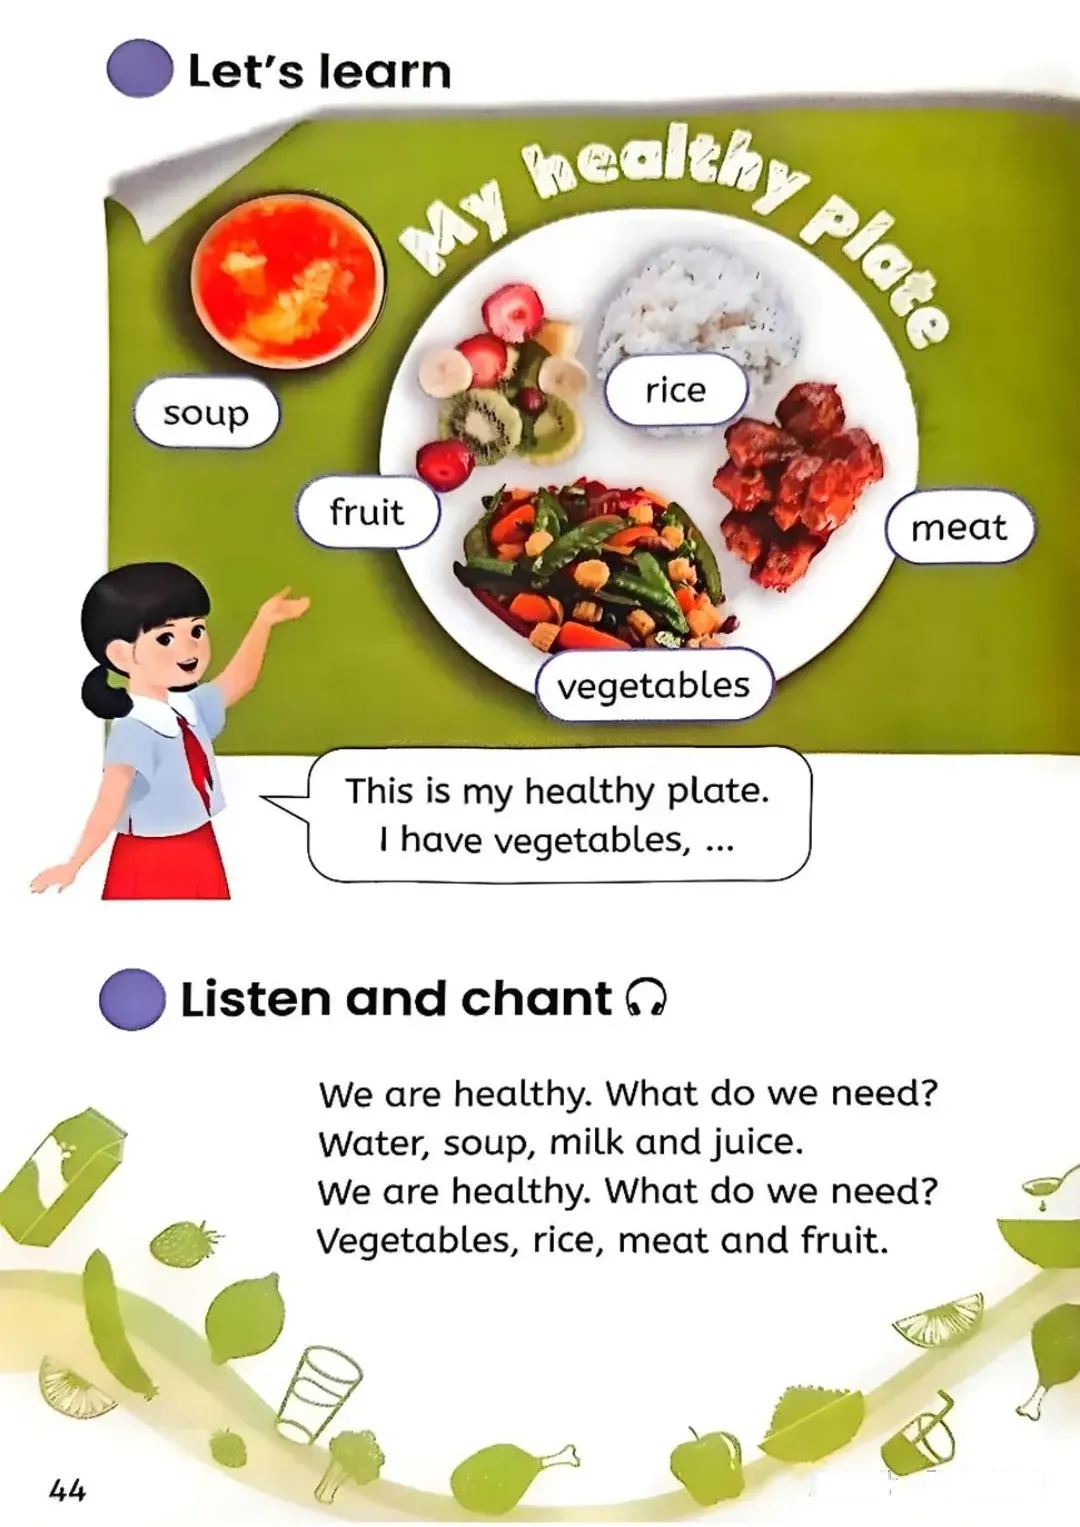 Let's learn
My healthy plate
soup
rice
fruit
meat
vegetables
This is my healthy plate.
I have vegetables, ...
Listen and chant
We are healthy. What do we need?
Water, soup, milk and juice.
We are healthy. What do we need?
Vegetables, rice, meat and fruit.
44